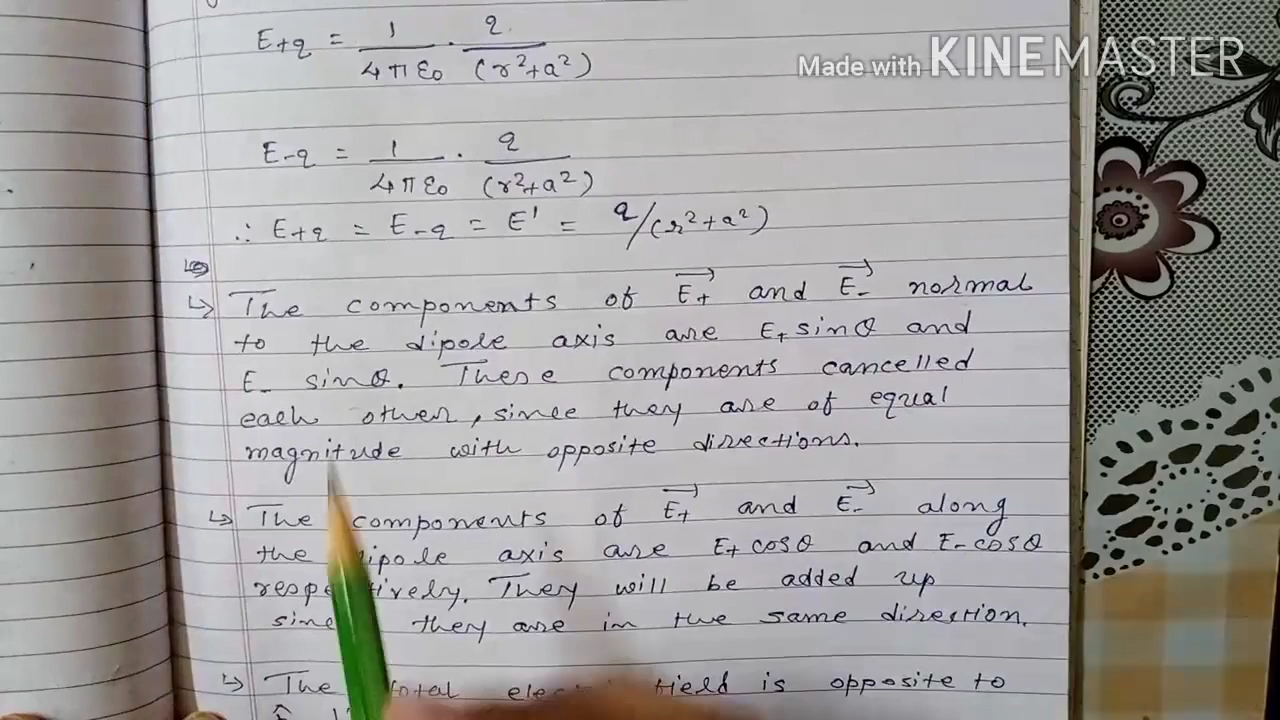 E+q = 1/4πε0 . q/(r²+a²)
Made with KINEMASTER
E-q = 1/4πε0 . q/(r²+a²)
∴ E+q = E-q = E' = q/(r²+a²)
↳ The components of E+→ and E-→ normal
to the dipole axis are E+ sinθ and
E- sinθ. These components cancelled
each other, since they are of equal
magnitude with opposite directions.
↳ The components of E+→ and E-→ along
the dipole axis are E+ cosθ and E- cosθ
respectively. They will be added up
since they are in the same direction.
↳ The total electric field is opposite to